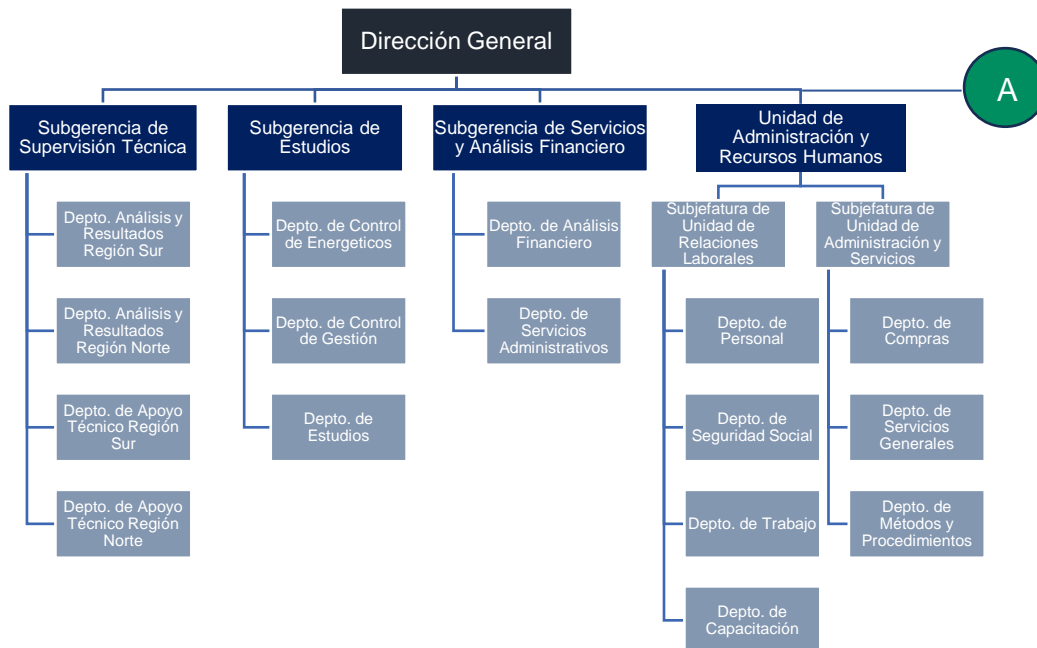 Dirección General
A
Subgerencia de
Supervisión Técnica
Subgerencia de
Estudios
Subgerencia de Servicios
y Análisis Financiero
Unidad de
Administración y
Recursos Humanos
Depto. Análisis y
Resultados
Región Sur
Depto. Análisis y
Resultados
Región Norte
Depto. de Apoyo
Técnico Región
Sur
Depto. de Apoyo
Técnico Región
Norte
Depto. de Control
de Energeticos
Depto. de Control
de Gestión
Depto. de
Estudios
Depto. de Análisis
Financiero
Depto. de
Servicios
Administrativos
Subjefatura de
Unidad de
Relaciones
Laborales
Depto. de
Personal
Depto. de
Seguridad Social
Depto. de Trabajo
Depto. de
Capacitación
Subjefatura de
Unidad de
Administración y
Servicios
Depto. de
Compras
Depto. de
Servicios
Generales
Depto. de
Métodos y
Procedimientos